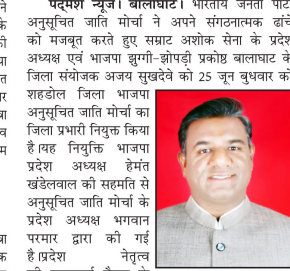 ने
पद्मेश न्यूज। बालाघाट। भारतीय जनता पार्टी
अनुसूचित जाति मोर्चा ने अपने संगठनात्मक ढांचे
को मजबूत करते हुए सम्राट अशोक सेना के प्रदेश
अध्यक्ष एवं भाजपा झुग्गी-झोपड़ी प्रकोष्ठ बालाघाट के
जिला संयोजक अजय सुखदेवे को 25 जून बुधवार को
शहडोल जिला भाजपा
अनुसूचित जाति मोर्चा का
जिला प्रभारी नियुक्त किया
है।यह नियुक्ति भाजपा
प्रदेश अध्यक्ष हेमंत
खंडेलवाल की सहमति से
अनुसूचित जाति मोर्चा के
प्रदेश अध्यक्ष भगवान
परमार द्वारा की गई
है।प्रदेश नेतृत्व